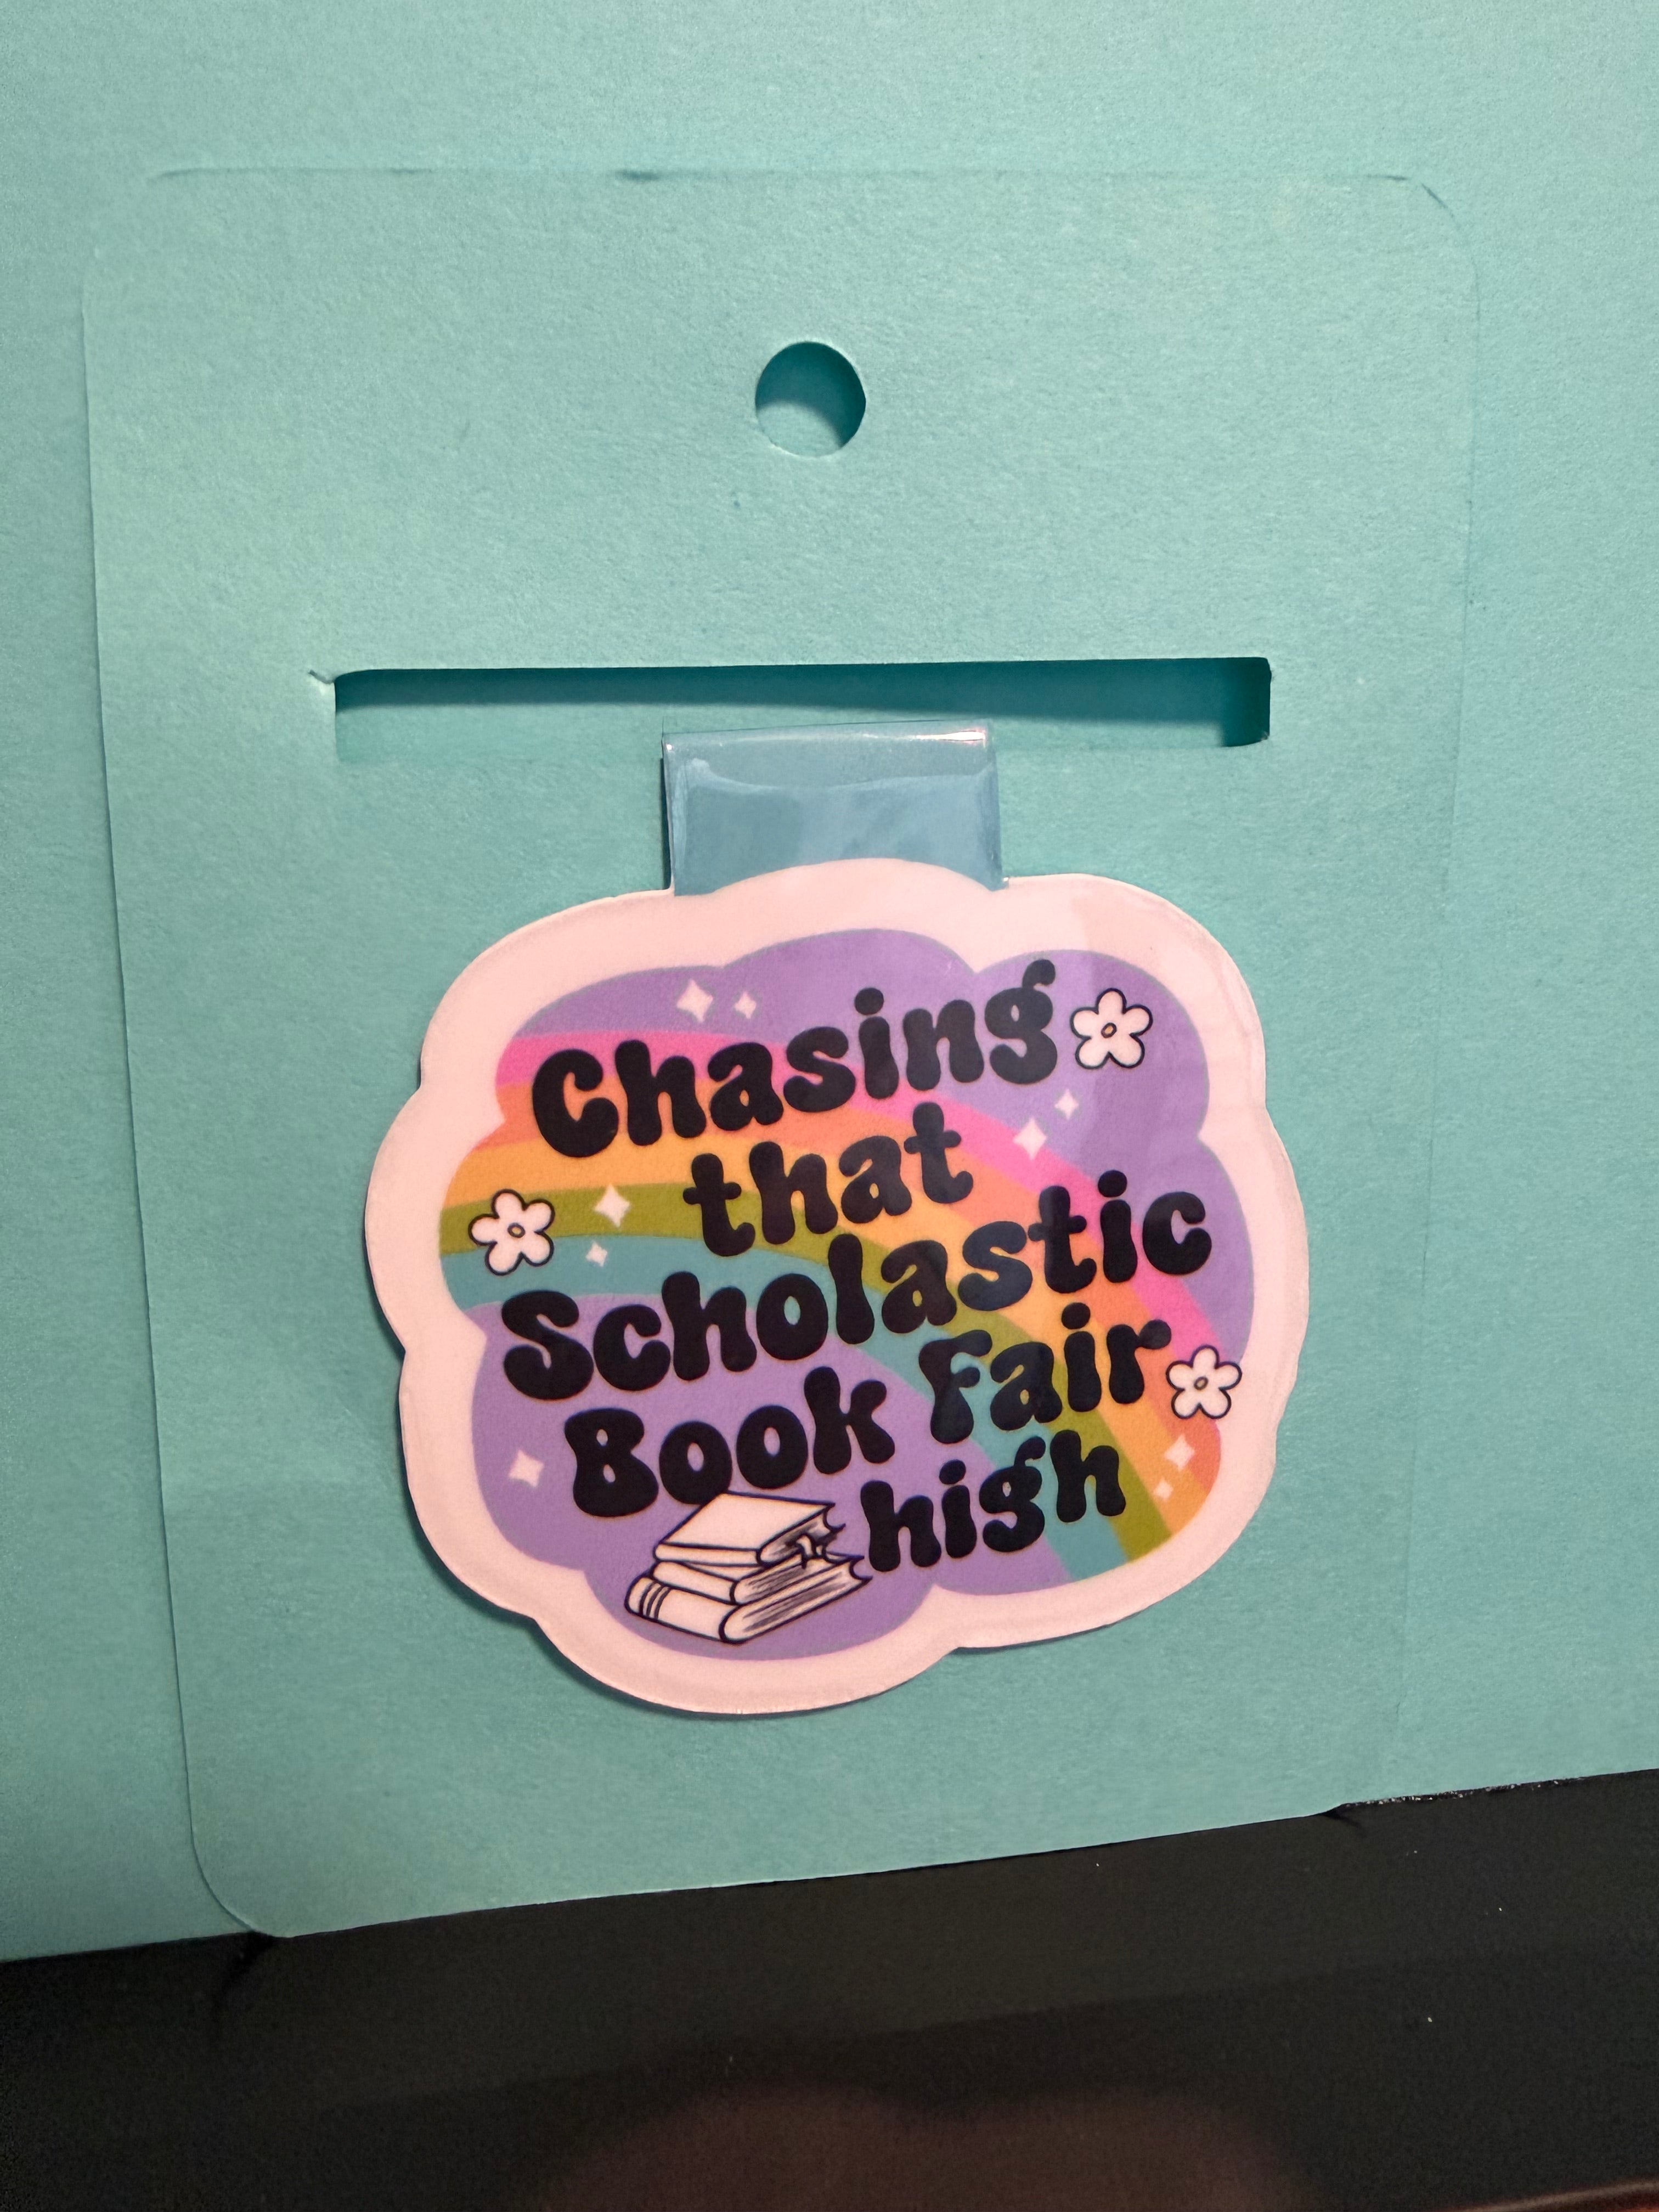 Chasing
that
Scholastic
Book Fair
high